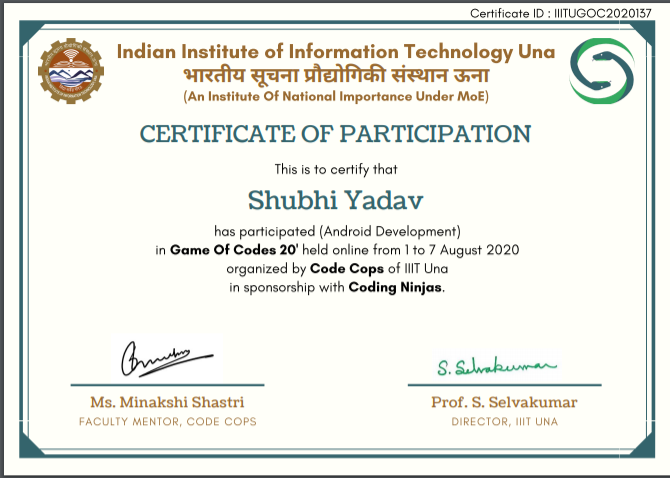 Certificate ID : IIITUGOC2020137
Indian Institute of Information Technology Una
भारतीय सूचना प्रौद्योगिकी संस्थान ऊना
(An Institute Of National Importance Under MoE)
CERTIFICATE OF PARTICIPATION
This is to certify that
Shubhi Yadav
has participated (Android Development)
in Game Of Codes 20' held online from 1 to 7 August 2020
organized by Code Cops of IIIT Una
in sponsorship with Coding Ninjas.
S. Selvakumar
Ms. Minakshi Shastri
Prof. S. Selvakumar
FACULTY MENTOR, CODE COPS
DIRECTOR, IIIT UNA